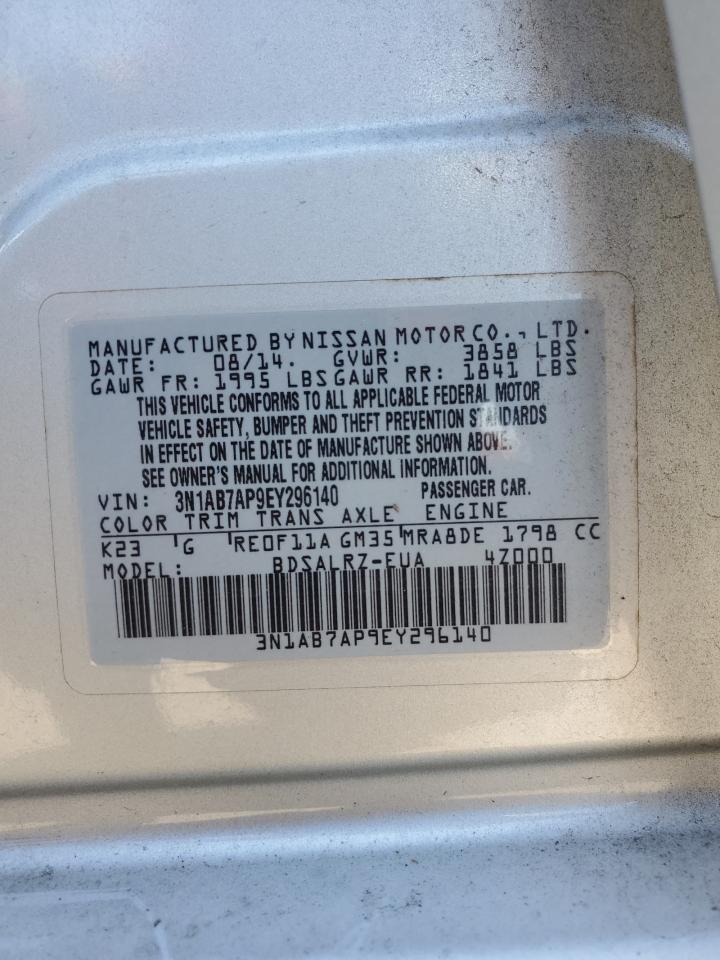 MANUFACTURED BY NISSAN MOTOR CO., LTD.
DATE: 08/14. GVWR: 3858 LBS
GAWR FR: 1995 LBS GAWR RR: 1841 LBS
THIS VEHICLE CONFORMS TO ALL APPLICABLE FEDERAL MOTOR
VEHICLE SAFETY, BUMPER AND THEFT PREVENTION STANDARDS
IN EFFECT ON THE DATE OF MANUFACTURE SHOWN ABOVE.
SEE OWNER'S MANUAL FOR ADDITIONAL INFORMATION.
VIN: 3N1AB7AP9EY296140 PASSENGER CAR.
COLOR TRIM TRANS AXLE ENGINE
K23 G RE0F11A GM35 MRA8DE 1798 CC
MODEL: BDSALRZ-EUA 4Z000
3N1AB7AP9EY296140